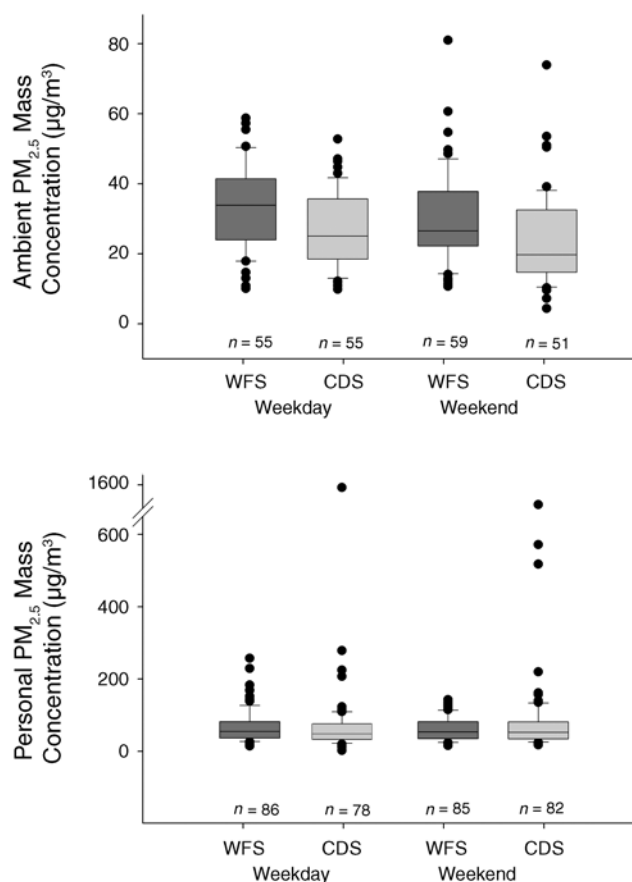 Ambient PM2.5 Mass
Concentration (µg/m³)
80
60
40
20
0
n = 55
n = 55
n = 59
n = 51
WFS
CDS
WFS
CDS
Weekday
Weekend
Personal PM2.5 Mass
Concentration (µg/m³)
1600
600
400
200
0
n = 86
n = 78
n = 85
n = 82
WFS
CDS
WFS
CDS
Weekday
Weekend